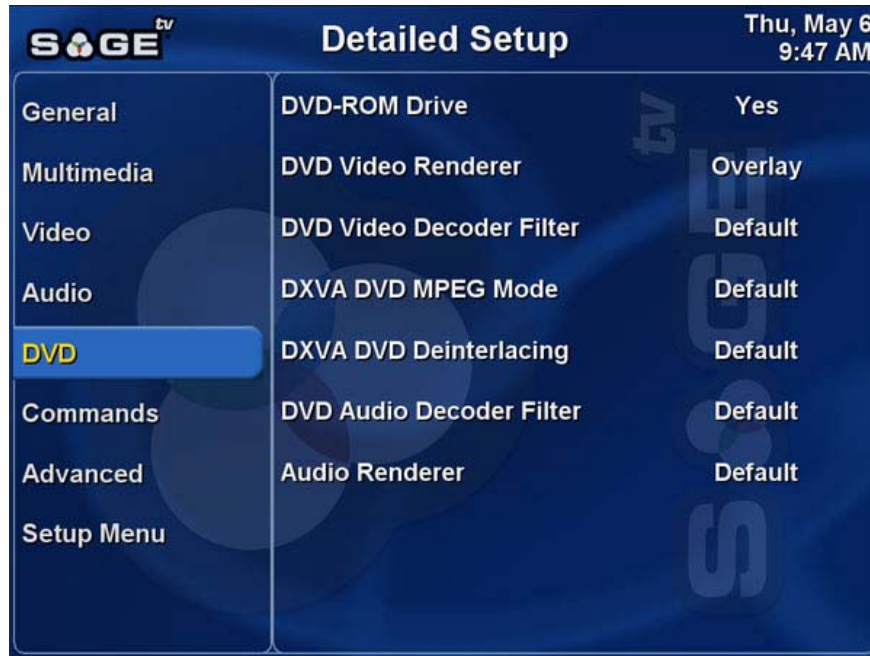 SAGE tv
Detailed Setup
Thu, May 6
9:47 AM
General
Multimedia
Video
Audio
DVD
Commands
Advanced
Setup Menu
DVD-ROM Drive Yes
DVD Video Renderer Overlay
DVD Video Decoder Filter Default
DXVA DVD MPEG Mode Default
DXVA DVD Deinterlacing Default
DVD Audio Decoder Filter Default
Audio Renderer Default
SAGE tv